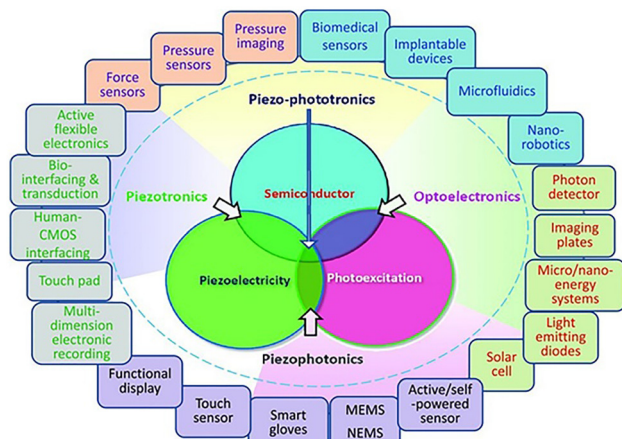 Pressure
imaging
Biomedical
sensors
Implantable
devices
Pressure
sensors
Force
sensors
Microfluidics
Nano-
robotics
Active
flexible
electronics
Bio-
interfacing &
transduction
Human-
CMOS
interfacing
Touch pad
Multi-
dimension
electronic
recording
Functional
display
Touch
sensor
Smart
gloves
MEMS
NEMS
Active/self
-powered sensor
Solar
cell
Light
emitting
diodes
Micro/nano-
energy
systems
Imaging
plates
Photon
detector
Piezo-phototronics
Piezotronics
Semiconductor
Optoelectronics
Piezoelectricity
Photoexcitation
Piezophotonics